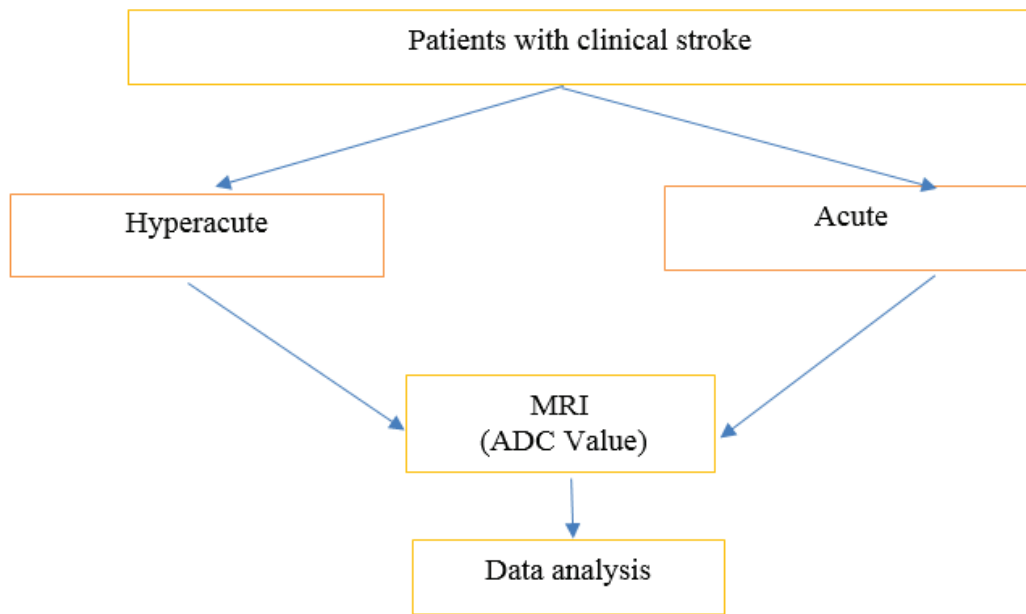 Patients with clinical stroke
Hyperacute
Acute
MRI
(ADC Value)
Data analysis